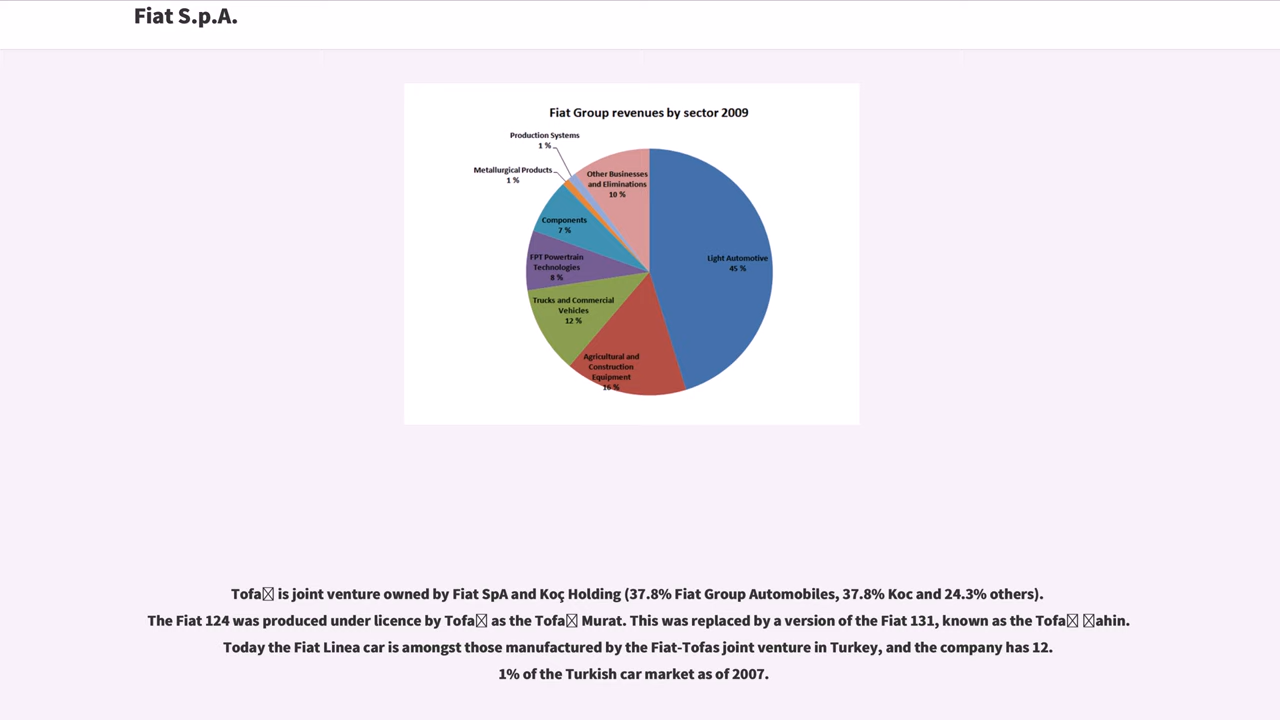 Fiat S.p.A.
Fiat Group revenues by sector 2009
Production Systems
1 %
Metallurgical Products
1 %
Other Businesses
and Eliminations
10 %
Components
7 %
Light Automotive
45 %
FPT Powertrain
Technologies
8 %
Trucks and Commercial
Vehicles
12 %
Agricultural and
Construction
Equipment
16 %
Tofa□ is joint venture owned by Fiat SpA and Koç Holding (37.8% Fiat Group Automobiles, 37.8% Koc and 24.3% others).
The Fiat 124 was produced under licence by Tofa□ as the Tofa□ Murat. This was replaced by a version of the Fiat 131, known as the Tofa□ □ahin.
Today the Fiat Linea car is amongst those manufactured by the Fiat-Tofas joint venture in Turkey, and the company has 12.
1% of the Turkish car market as of 2007.